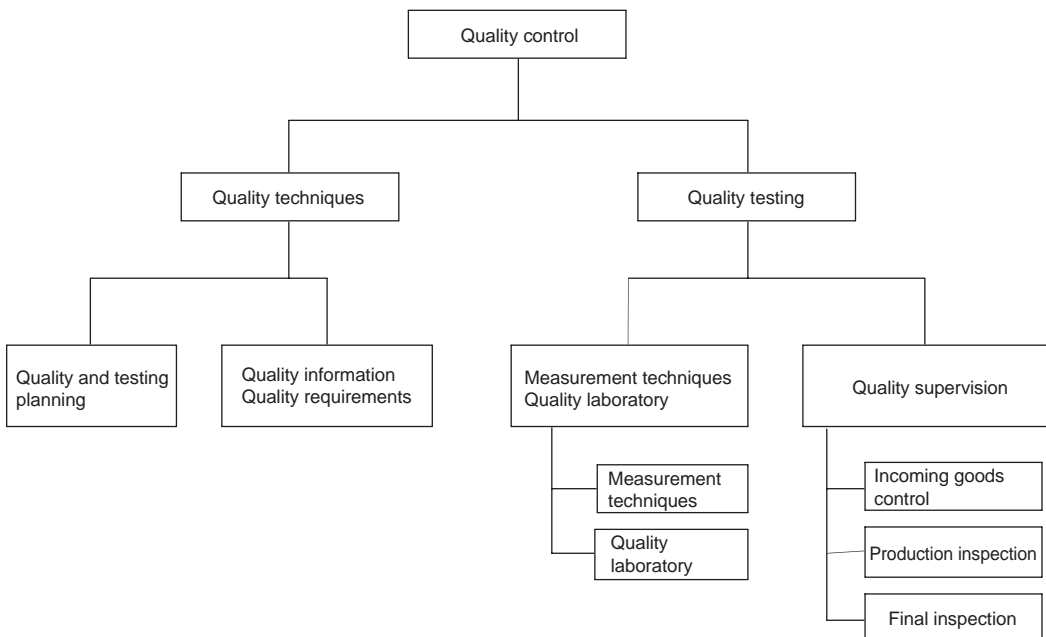 Quality control
Quality techniques
Quality testing
Quality and testing
planning
Quality information
Quality requirements
Measurement techniques
Quality laboratory
Quality supervision
Measurement
techniques
Quality
laboratory
Incoming goods
control
Production inspection
Final inspection